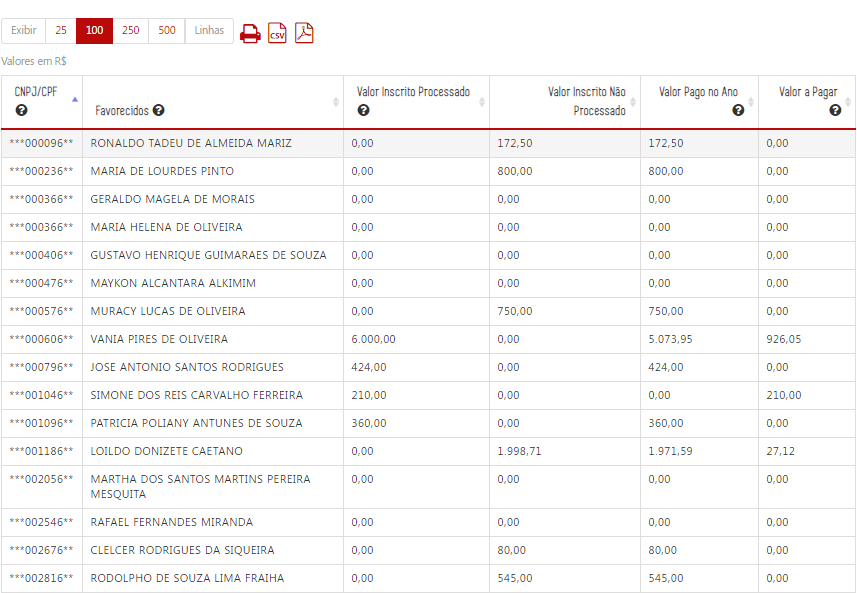 Exibir 25 100 250 500 Linhas CSV
Valores em R$
CNPJ/CPF Favorecidos Valor Inscrito Processado Valor Inscrito Não Processado Valor Pago no Ano Valor a Pagar
***000096** RONALDO TADEU DE ALMEIDA MARIZ 0,00 172,50 172,50 0,00
***000236** MARIA DE LOURDES PINTO 0,00 800,00 800,00 0,00
***000366** GERALDO MAGELA DE MORAIS 0,00 0,00 0,00 0,00
***000366** MARIA HELENA DE OLIVEIRA 0,00 0,00 0,00 0,00
***000406** GUSTAVO HENRIQUE GUIMARAES DE SOUZA 0,00 0,00 0,00 0,00
***000476** MAYKON ALCANTARA ALKIMIM 0,00 0,00 0,00 0,00
***000576** MURACY LUCAS DE OLIVEIRA 0,00 750,00 750,00 0,00
***000606** VANIA PIRES DE OLIVEIRA 6.000,00 0,00 5.073,95 926,05
***000796** JOSE ANTONIO SANTOS RODRIGUES 424,00 0,00 424,00 0,00
***001046** SIMONE DOS REIS CARVALHO FERREIRA 210,00 0,00 0,00 210,00
***001096** PATRICIA POLIANY ANTUNES DE SOUZA 360,00 0,00 360,00 0,00
***001186** LOILDO DONIZETE CAETANO 0,00 1.998,71 1.971,59 27,12
***002056** MARTHA DOS SANTOS MARTINS PEREIRA 0,00 0,00 0,00 0,00
MESQUITA
***002546** RAFAEL FERNANDES MIRANDA 0,00 0,00 0,00 0,00
***002676** CLELCER RODRIGUES DA SIQUEIRA 0,00 80,00 80,00 0,00
***002816** RODOLPHO DE SOUZA LIMA FRAIHA 0,00 545,00 545,00 0,00